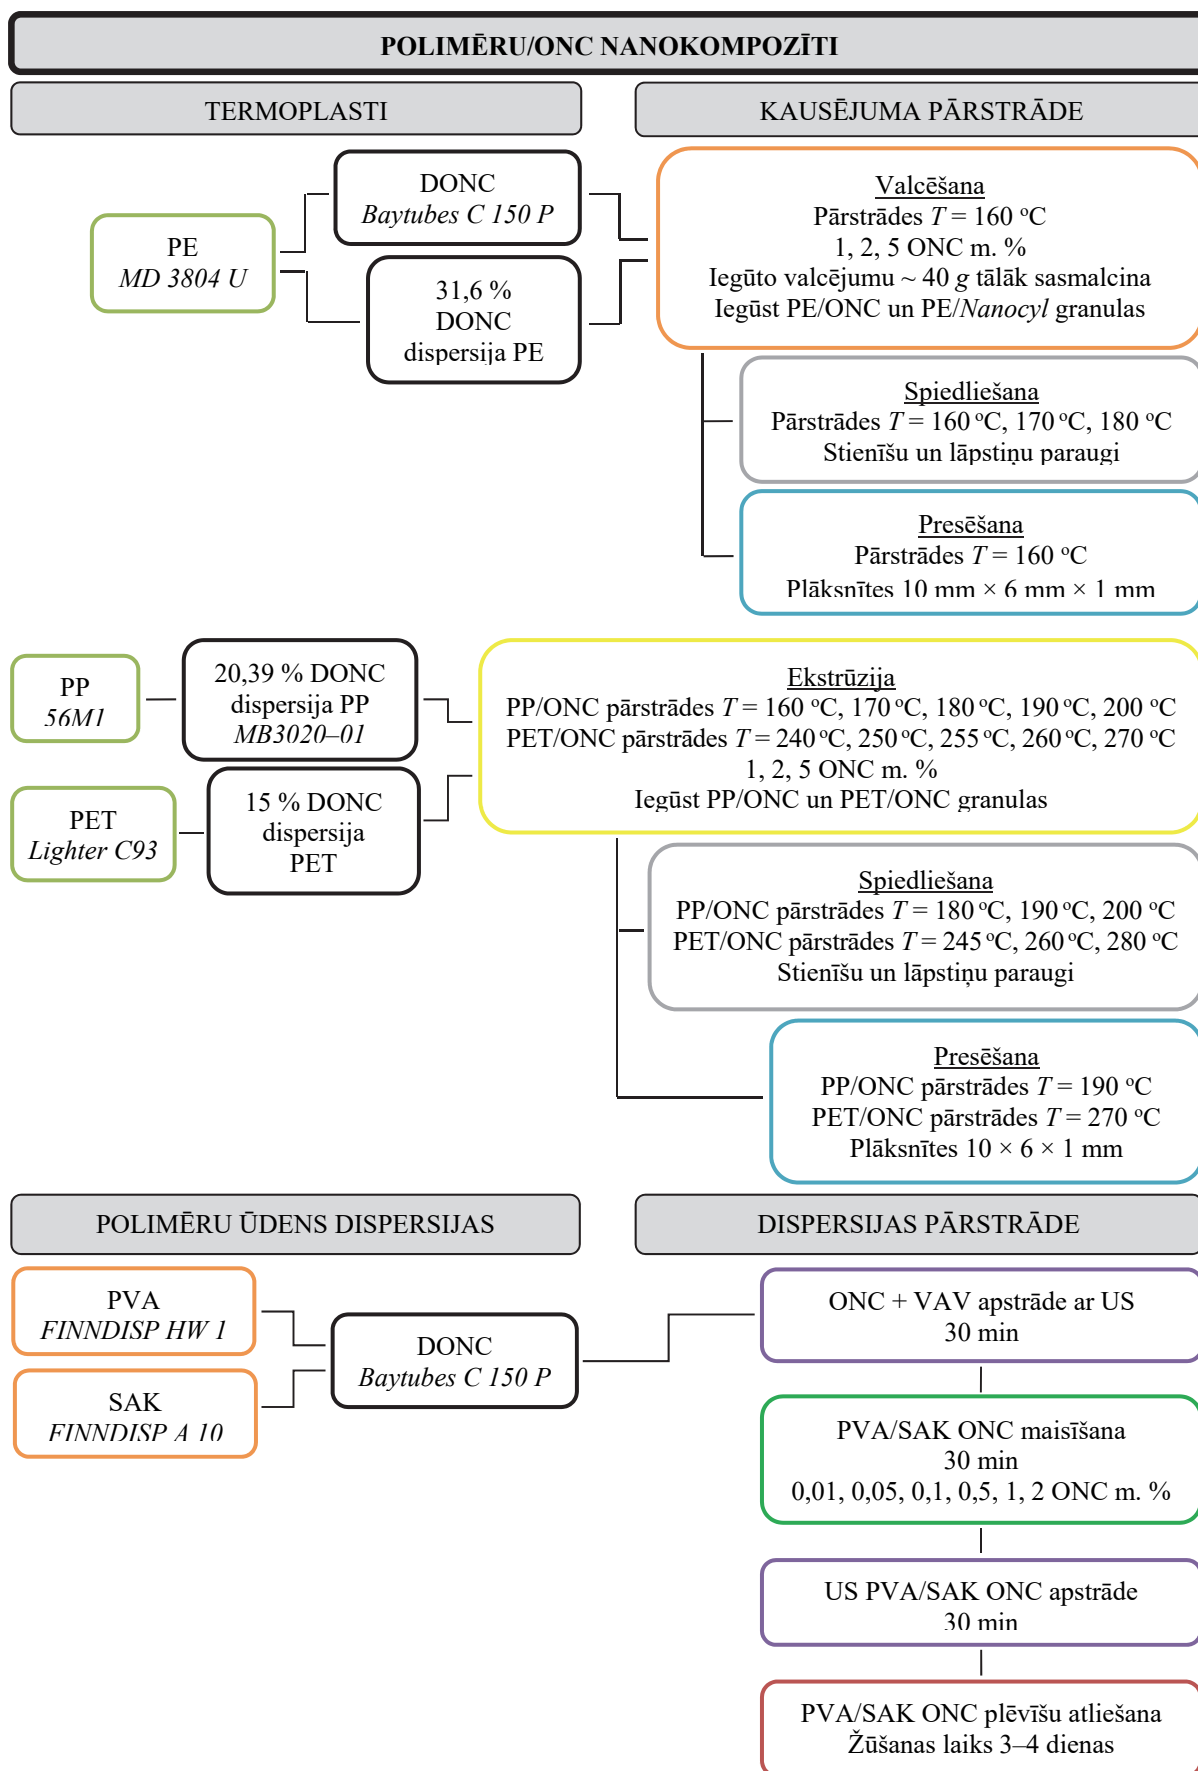 POLIMĒRU/ONC NANOKOMPOZĪTI
TERMOPLASTI
KAUSĒJUMA PĀRSTRĀDE
PE
MD 3804 U
DONC
Baytubes C 150 P
31,6 %
DONC
dispersija PE
Valcēšana
Pārstrādes T = 160 °C
1, 2, 5 ONC m. %
Iegūto valcējumu ~ 40 g tālāk sasmalcina
Iegūst PE/ONC un PE/Nanocyl granulas
Spiedliešana
Pārstrādes T = 160 °C, 170 °C, 180 °C
Stienīšu un lāpstiņu paraugi
Presēšana
Pārstrādes T = 160 °C
Plāksnītes 10 mm × 6 mm × 1 mm
PP
56M1
20,39 % DONC
dispersija PP
MB3020–01
PET
Lighter C93
15 % DONC
dispersija
PET
Ekstrūzija
PP/ONC pārstrādes T = 160 °C, 170 °C, 180 °C, 190 °C, 200 °C
PET/ONC pārstrādes T = 240 °C, 250 °C, 255 °C, 260 °C, 270 °C
1, 2, 5 ONC m. %
Iegūst PP/ONC un PET/ONC granulas
Spiedliešana
PP/ONC pārstrādes T = 180 °C, 190 °C, 200 °C
PET/ONC pārstrādes T = 245 °C, 260 °C, 280 °C
Stienīšu un lāpstiņu paraugi
Presēšana
PP/ONC pārstrādes T = 190 °C
PET/ONC pārstrādes T = 270 °C
Plāksnītes 10 × 6 × 1 mm
POLIMĒRU ŪDENS DISPERSIJAS
DISPERSIJAS PĀRSTRĀDE
PVA
FINNDISP HW 1
SAK
FINNDISP A 10
DONC
Baytubes C 150 P
ONC + VAV apstrāde ar US
30 min
PVA/SAK ONC maisīšana
30 min
0,01, 0,05, 0,1, 0,5, 1, 2 ONC m. %
US PVA/SAK ONC apstrāde
30 min
PVA/SAK ONC plēvīšu atliešana
Žūšanas laiks 3–4 dienas